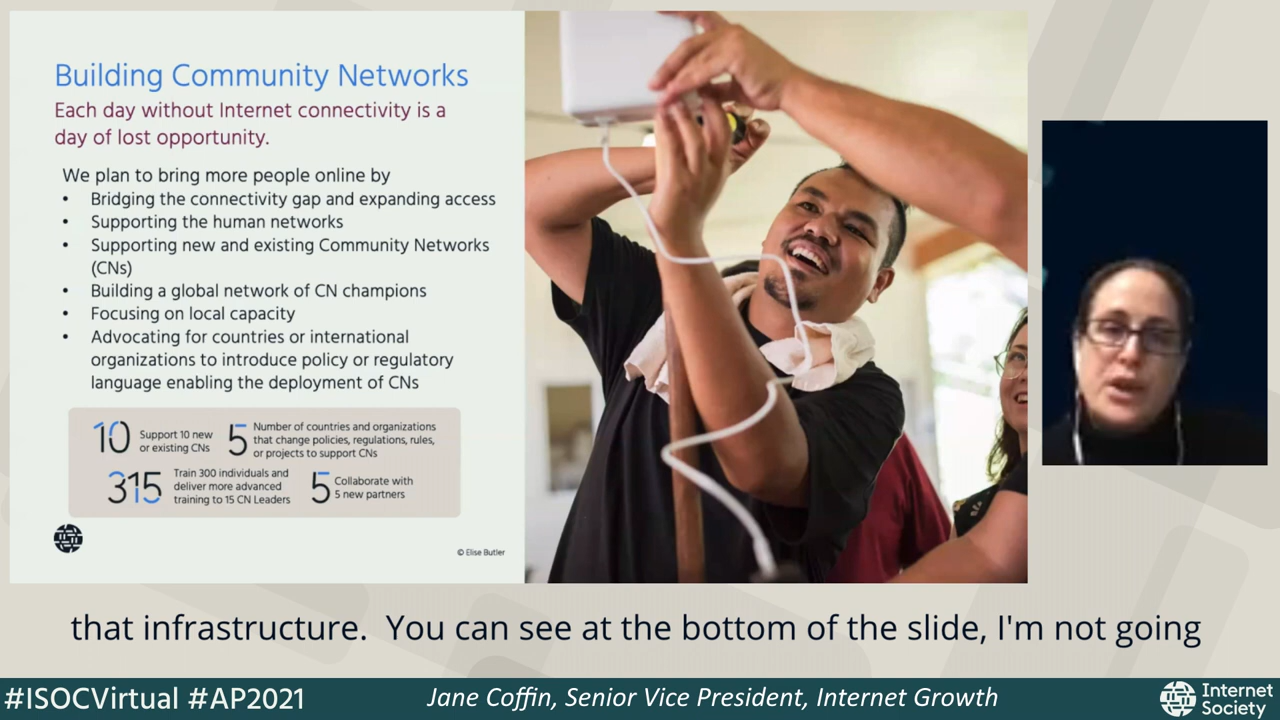 Building Community Networks
Each day without Internet connectivity is a
day of lost opportunity.
We plan to bring more people online by
• Bridging the connectivity gap and expanding access
• Supporting the human networks
• Supporting new and existing Community Networks
(CNs)
• Building a global network of CN champions
• Focusing on local capacity
• Advocating for countries or international
organizations to introduce policy or regulatory
language enabling the deployment of CNs
10
Support 10 new
or existing CNs
5
Number of countries and organizations
that change policies, regulations, rules,
or projects to support CNs
315
Train 300 individuals and
deliver more advanced
training to 15 CN Leaders
5
Collaborate with
5 new partners
© Elise Butler
that infrastructure.  You can see at the bottom of the slide, I'm not going
#ISOCVirtual #AP2021
Jane Coffin, Senior Vice President, Internet Growth
Internet
Society